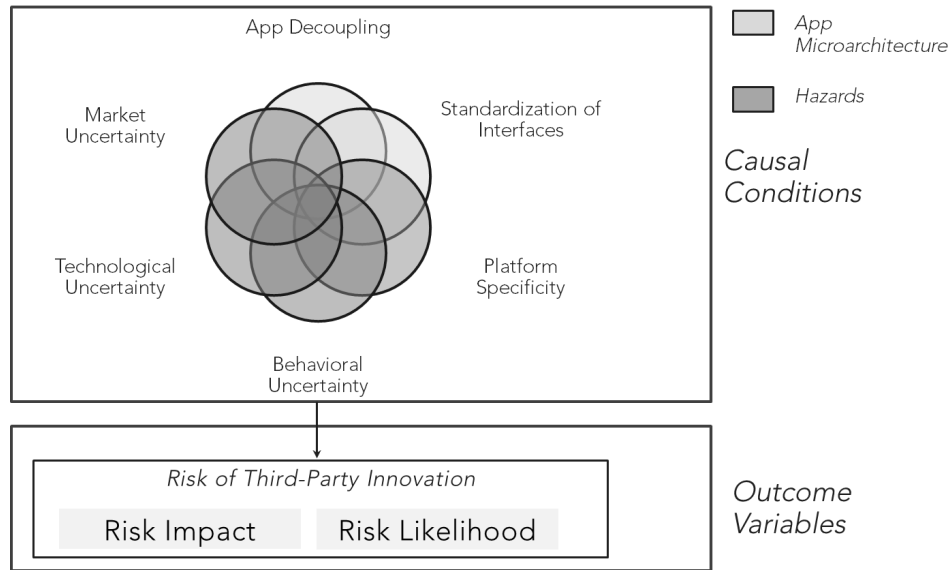 App Decoupling
App
Microarchitecture
Hazards
Market
Uncertainty
Standardization of
Interfaces
Causal
Conditions
Technological
Uncertainty
Platform
Specificity
Behavioral
Uncertainty
Risk of Third-Party Innovation
Risk Impact
Risk Likelihood
Outcome
Variables